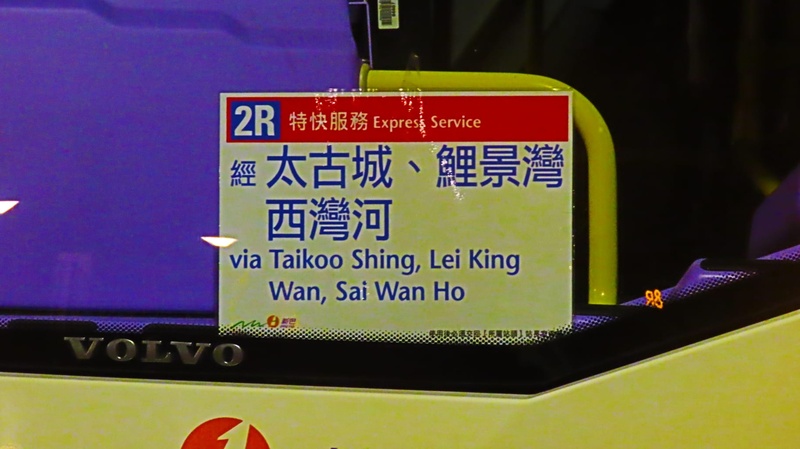 2R 特快服務 Express Service
經 太古城、鯉景灣
西灣河
via Taikoo Shing, Lei King
Wan, Sai Wan Ho
VOLVO